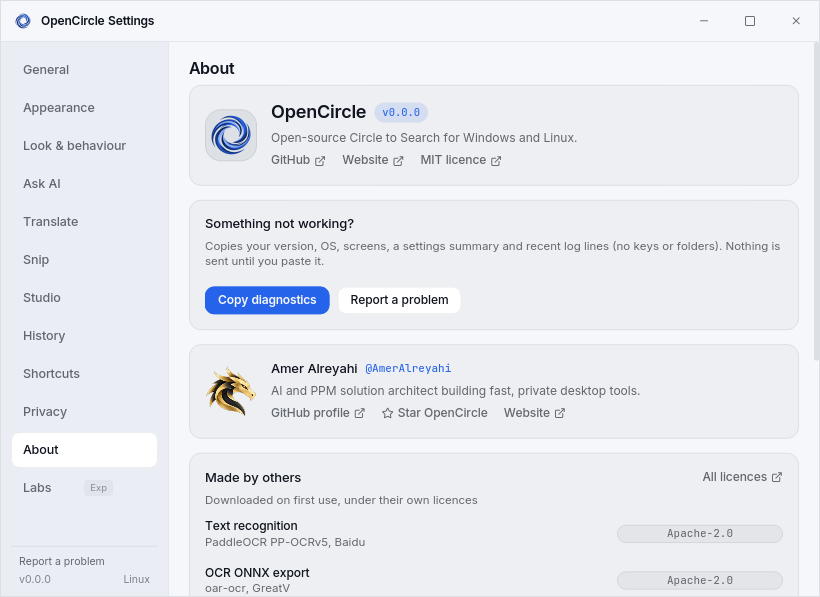 OpenCircle Settings
General
Appearance
Look & behaviour
Ask AI
Translate
Snip
Studio
History
Shortcuts
Privacy
About
Labs Exp
Report a problem
v0.0.0 Linux
About
OpenCircle v0.0.0
Open-source Circle to Search for Windows and Linux.
GitHub Website MIT licence
Something not working?
Copies your version, OS, screens, a settings summary and recent log lines (no keys or folders). Nothing is
sent until you paste it.
Copy diagnostics Report a problem
Amer Alreyahi @AmerAlreyahi
AI and PPM solution architect building fast, private desktop tools.
GitHub profile Star OpenCircle Website
Made by others All licences
Downloaded on first use, under their own licences
Text recognition
PaddleOCR PP-OCRv5, Baidu
Apache-2.0
OCR ONNX export
oar-ocr, GreatV
Apache-2.0